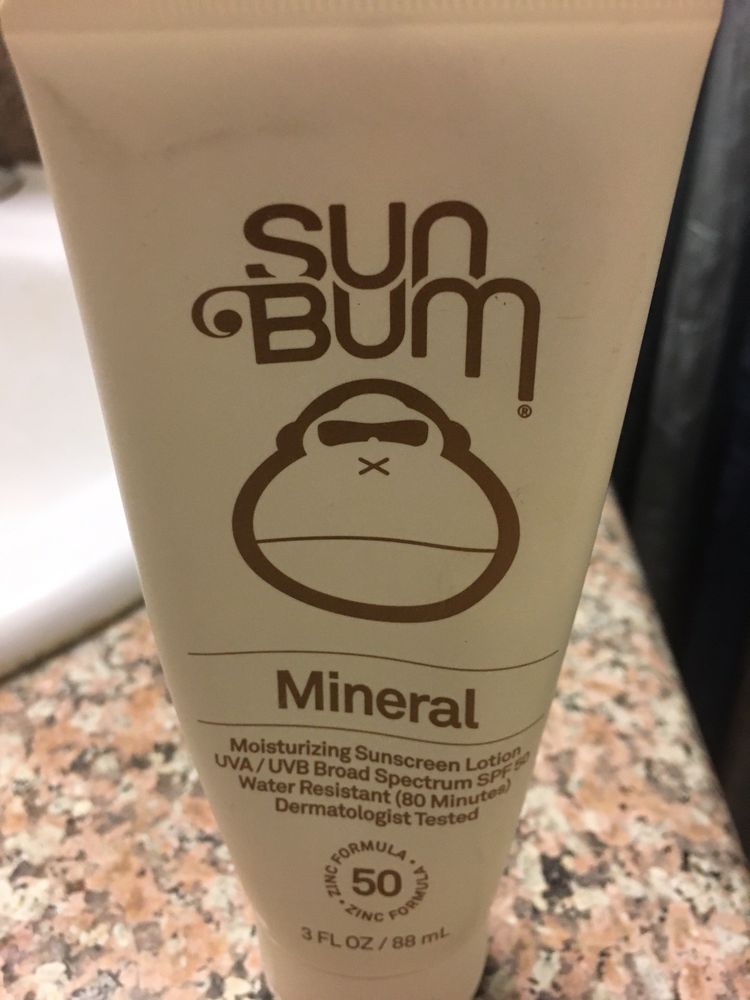 sun
Bum®
Mineral
Moisturizing Sunscreen Lotion
UVA / UVB Broad Spectrum SPF 50
Water Resistant (80 Minutes)
Dermatologist Tested
ZINC FORMULA • ZINC FORMULA •
50
3 FL OZ / 88 mL